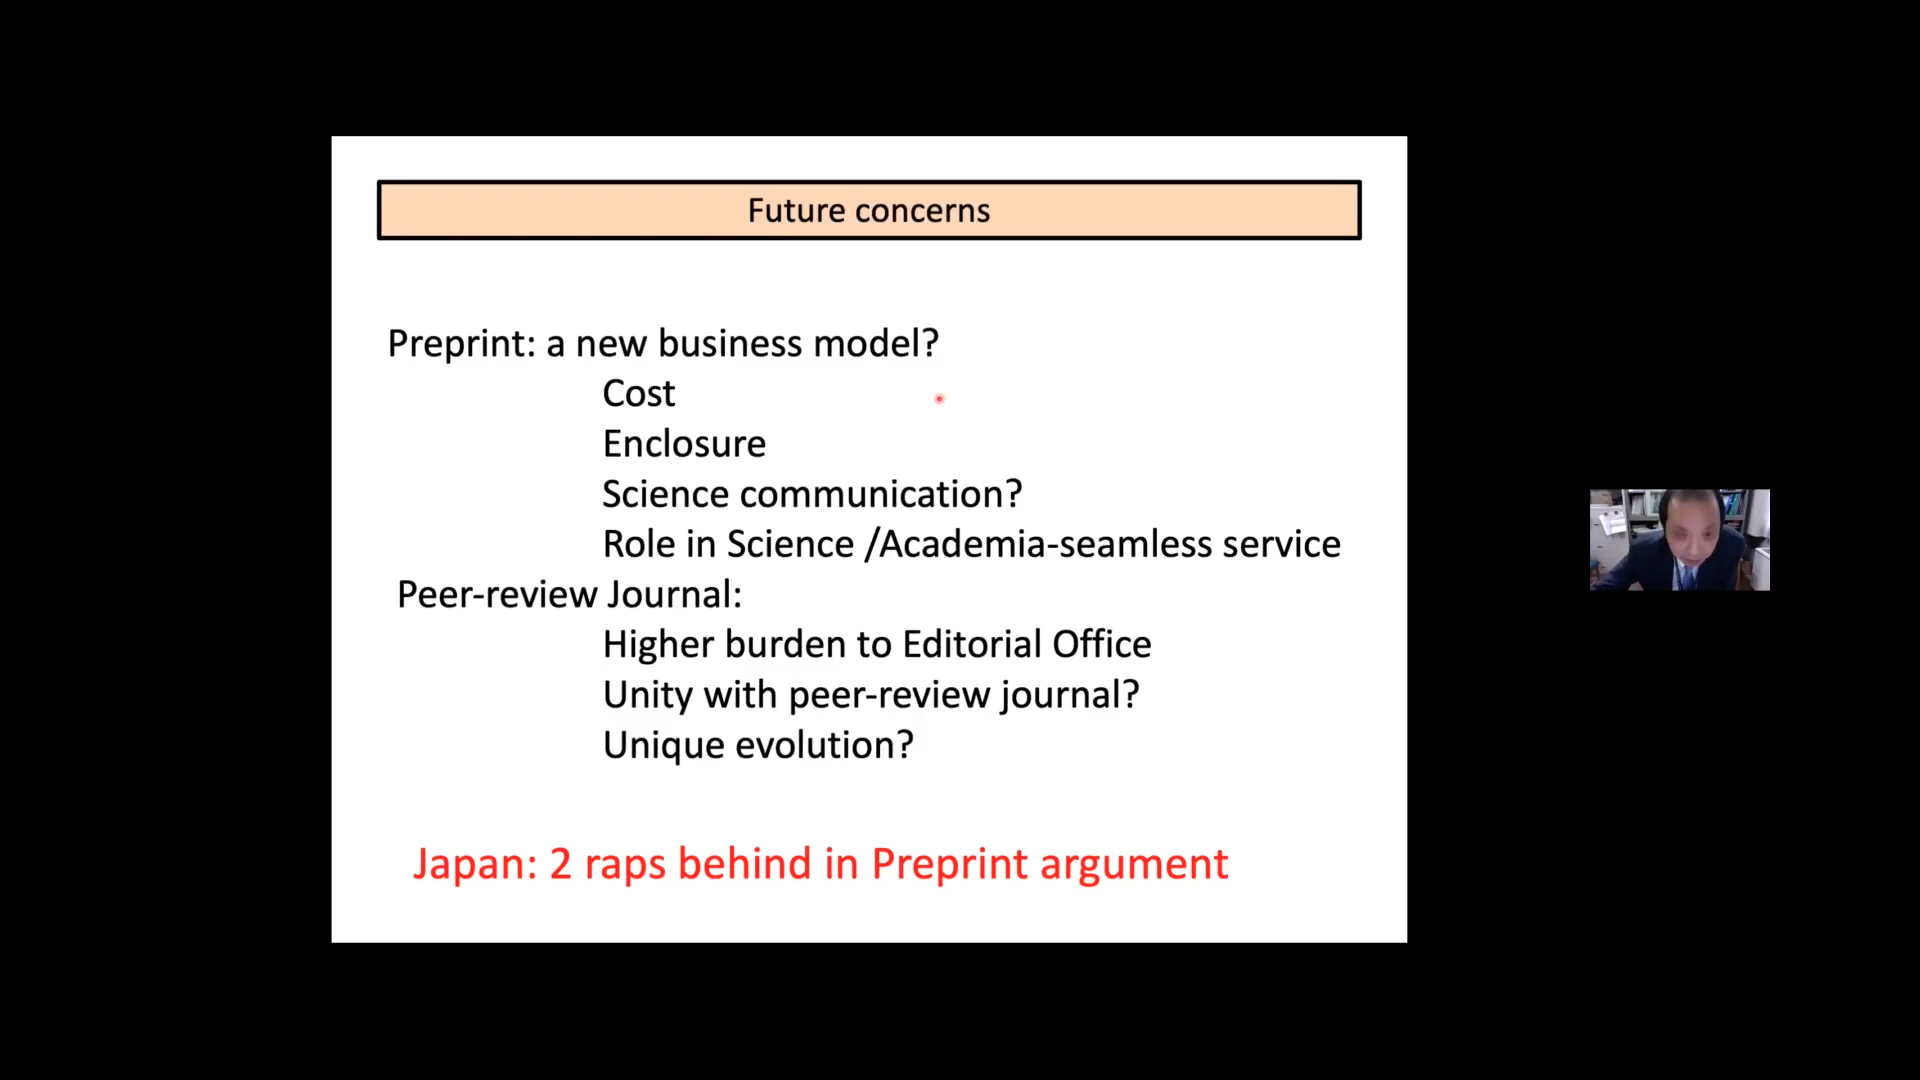 Future concerns
Preprint: a new business model?
Cost
Enclosure
Science communication?
Role in Science /Academia-seamless service
Peer-review Journal:
Higher burden to Editorial Office
Unity with peer-review journal?
Unique evolution?
Japan: 2 raps behind in Preprint argument